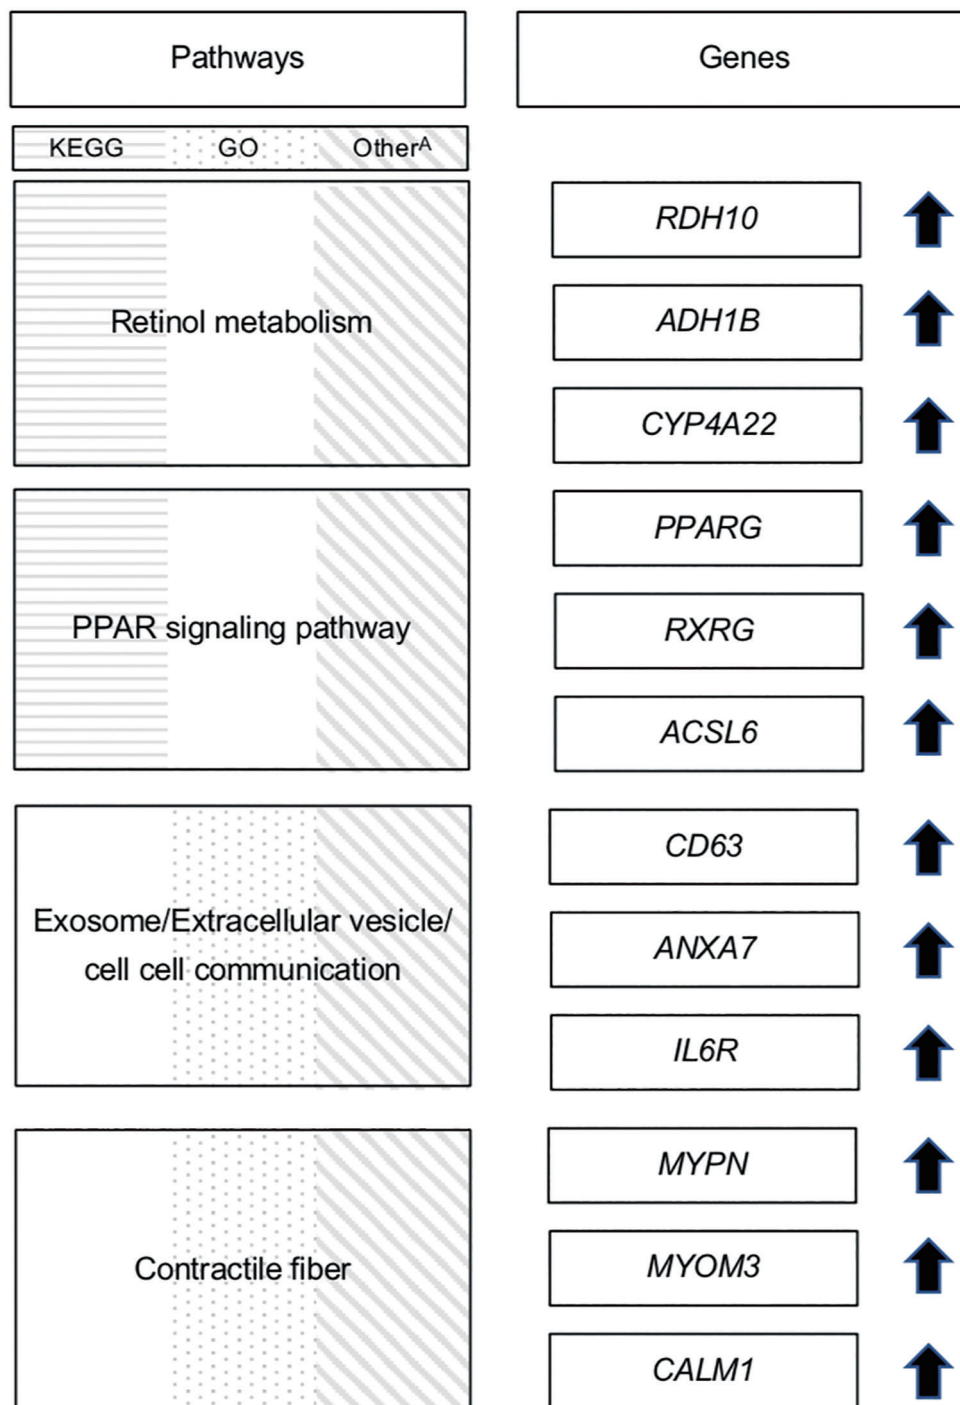 Pathways
Genes
KEGG GO Otherᴬ
Retinol metabolism
RDH10
ADH1B
CYP4A22
PPAR signaling pathway
PPARG
RXRG
ACSL6
Exosome/Extracellular vesicle/
cell cell communication
CD63
ANXA7
IL6R
Contractile fiber
MYPN
MYOM3
CALM1